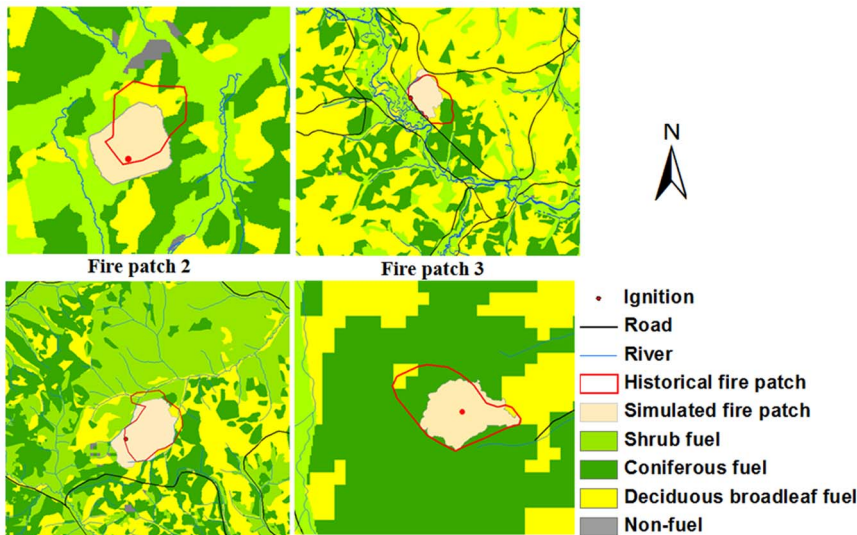 N
Fire patch 2
Fire patch 3
Ignition
Road
River
Historical fire patch
Simulated fire patch
Shrub fuel
Coniferous fuel
Deciduous broadleaf fuel
Non-fuel